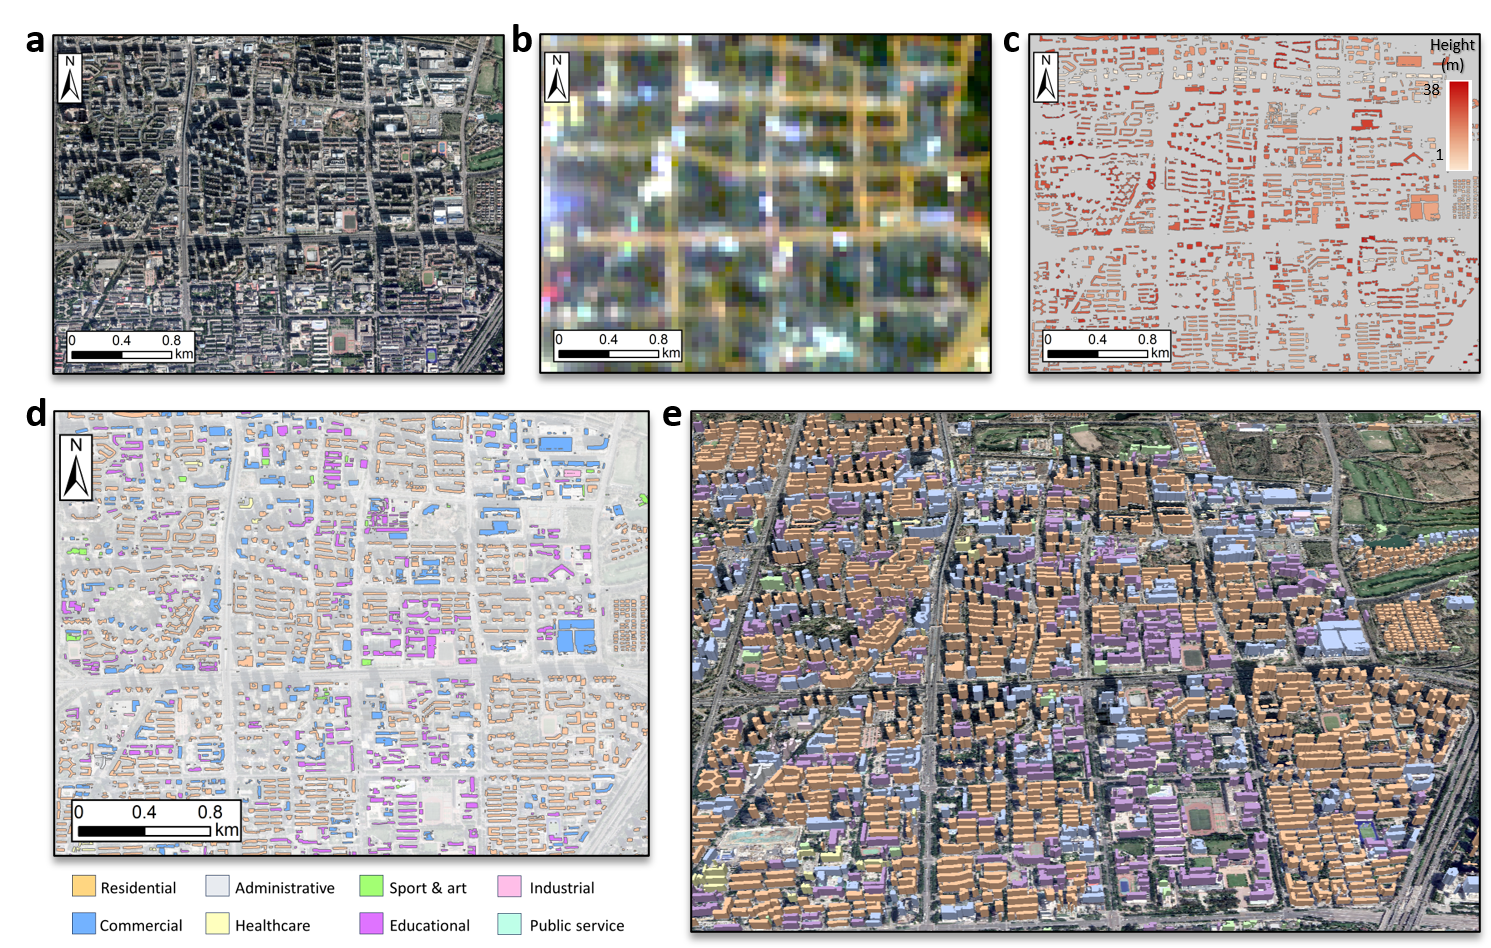 a
N
0 0.4 0.8
km
b
N
0 0.4 0.8
km
c
N
Height
(m)
38
1
0 0.4 0.8
km
d
N
0 0.4 0.8
km
Residential Administrative Sport & art Industrial
Commercial Healthcare Educational Public service
e